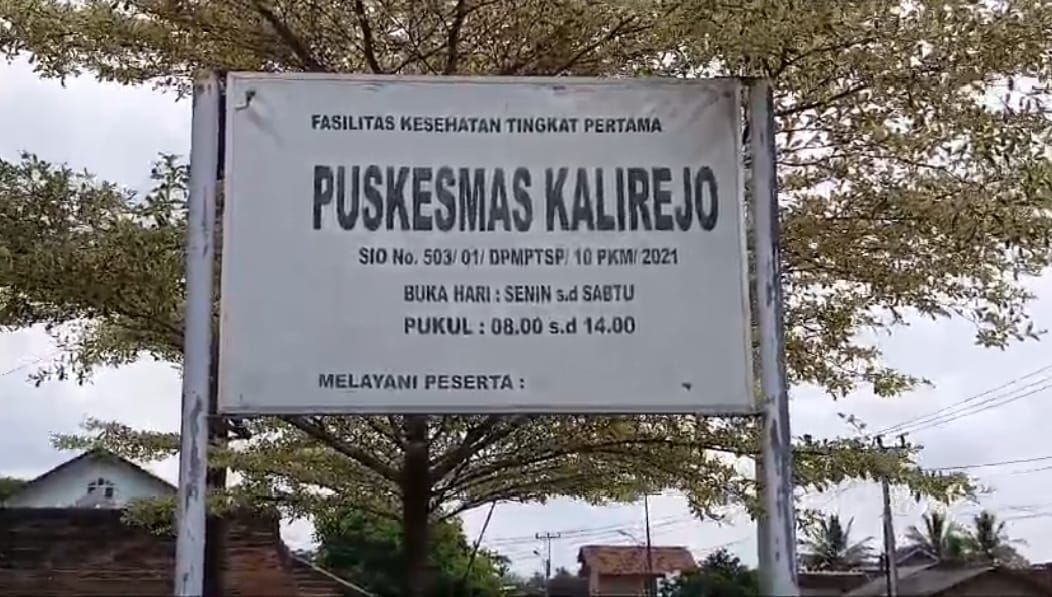 FASILITAS KESEHATAN TINGKAT PERTAMA
PUSKESMAS KALIREJO
SIO No. 503/ 01/ DPMPTSP/ 10 PKM/ 2021
BUKA HARI : SENIN s.d SABTU
PUKUL : 08.00 s.d 14.00
MELAYANI PESERTA :